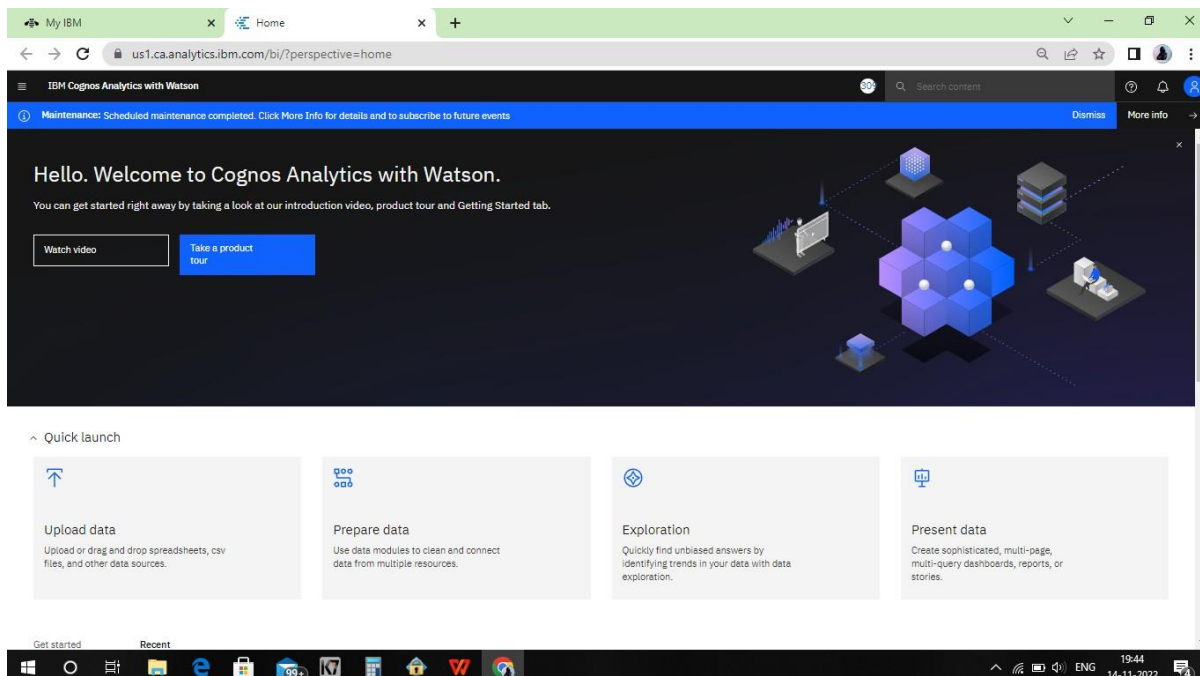 My IBM
Home
us1.ca.analytics.ibm.com/bi/?perspective=home
IBM Cognos Analytics with Watson
Search content
Maintenance: Scheduled maintenance completed. Click More Info for details and to subscribe to future events
Dismiss
More info
Hello. Welcome to Cognos Analytics with Watson.
You can get started right away by taking a look at our introduction video, product tour and Getting Started tab.
Watch video
Take a product
tour
Quick launch
Upload data
Upload or drag and drop spreadsheets, csv
files, and other data sources.
Prepare data
Use data modules to clean and connect
data from multiple resources.
Exploration
Quickly find unbiased answers by
identifying trends in your data with data
exploration.
Present data
Create sophisticated, multi-page,
multi-query dashboards, reports, or
stories.
Get started
Recent
99+
ENG
19:44
14-11-2022